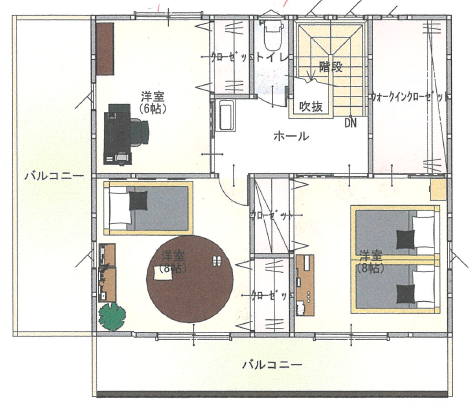 クローゼット
トイレ
階段
洋室
(6帖)
吹抜
ウォークインクローゼット
DN
ホール
バルコニー
クローゼット
洋室
(8帖)
洋室
(8帖)
クローゼット
バルコニー